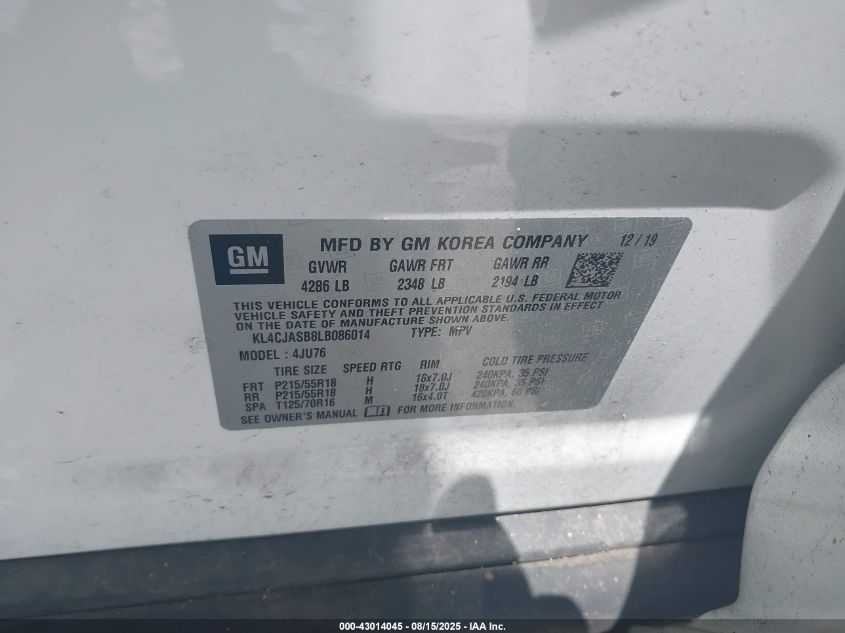 GM
MFD BY GM KOREA COMPANY 12/19
GVWR GAWR FRT GAWR RR
4286 LB 2348 LB 2194 LB
THIS VEHICLE CONFORMS TO ALL APPLICABLE U.S. FEDERAL MOTOR
VEHICLE SAFETY AND THEFT PREVENTION STANDARDS IN EFFECT
ON THE DATE OF MANUFACTURE SHOWN ABOVE.
KL4CJASB8LB086014 TYPE: MPV
MODEL: 4JU76
TIRE SIZE SPEED RTG RIM COLD TIRE PRESSURE
FRT P215/55R18 H 18x7.0J 240KPA, 35 PSI
RR P215/55R18 H 18x7.0J 240KPA, 35 PSI
SPA T125/70R16 M 16x4.0T 420KPA, 60 PSI
SEE OWNER'S MANUAL FOR MORE INFORMATION.
000-43014045 - 08/15/2025 - IAA Inc.